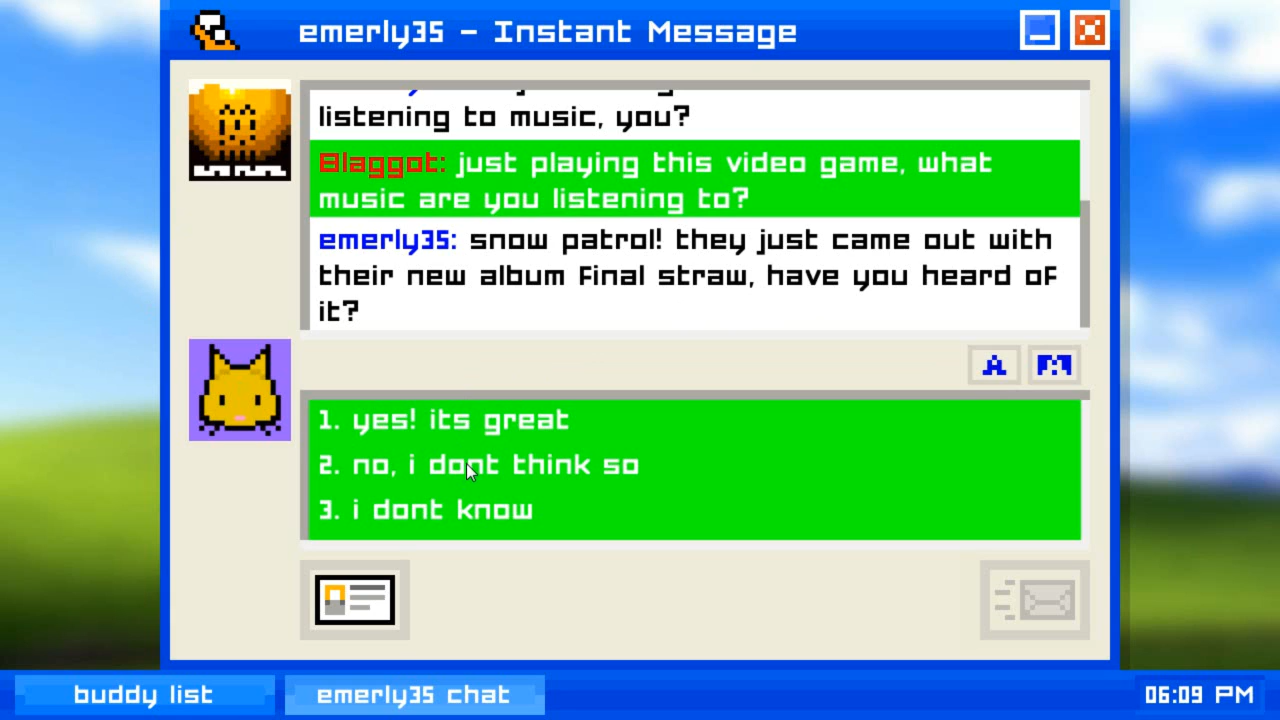 emerly35 - Instant Message
listening to music, you?
Blaggot: just playing this video game, what
music are you listening to?
emerly35: snow patrol! they just came out with
their new album final straw, have you heard of
it?
A
1. yes! its great
2. no, i dont think so
3. i dont know
buddy list
emerly35 chat
06:09 PM